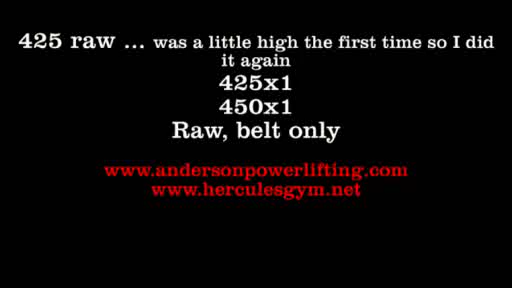 425 raw ... was a little high the first time so I did
it again
425x1
450x1
Raw, belt only
www.andersonpowerlifting.com
www.herculesgym.net